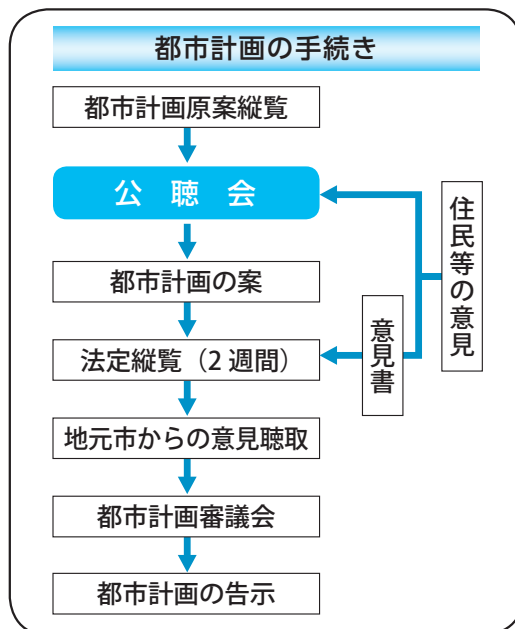 都市計画の手続き
都市計画原案縦覧
公 聴 会
都市計画の案
法定縦覧（2 週間）
地元市からの意見聴取
都市計画審議会
都市計画の告示
住民等の意見
意見書